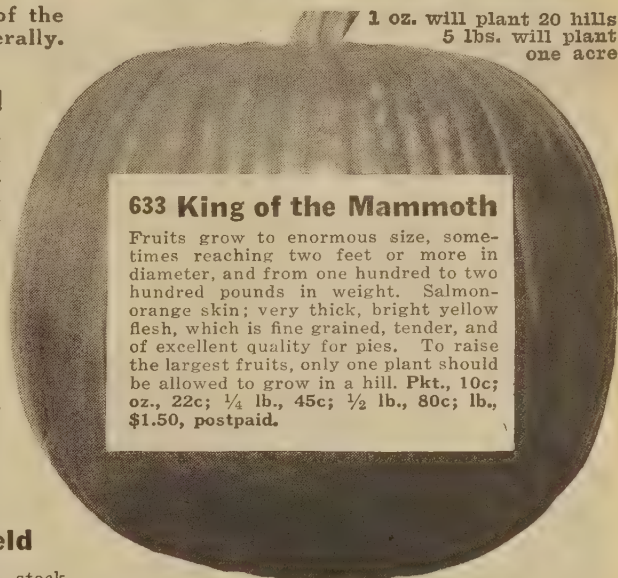 of the
erally.
1 oz. will plant 20 hills
5 lbs. will plant
one acre
633 King of the Mammoth
Fruits grow to enormous size, some-
times reaching two feet or more in
diameter, and from one hundred to two
hundred pounds in weight. Salmon-
orange skin; very thick, bright yellow
flesh, which is fine grained, tender, and
of excellent quality for pies. To raise
the largest fruits, only one plant should
be allowed to grow in a hill. Pkt., 10c;
oz., 22c; ¼ lb., 45c; ½ lb., 80c; lb.,
$1.50, postpaid.
eld
stock